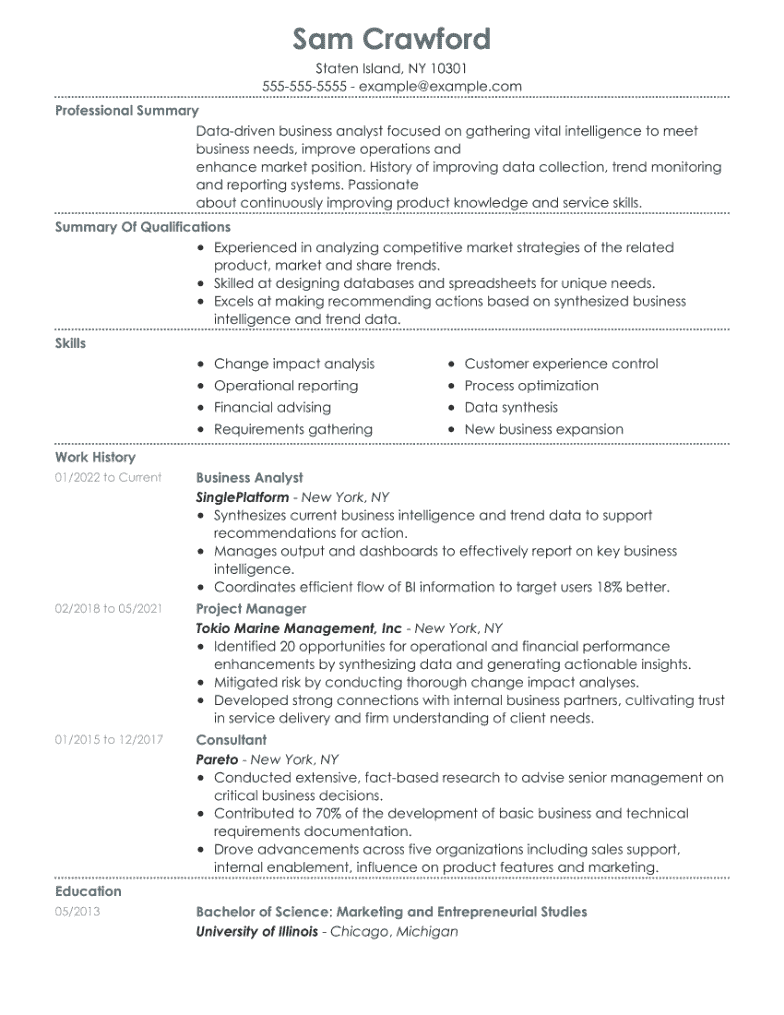 Sam Crawford
Staten Island, NY 10301
555-555-5555 - example@example.com
Professional Summary
Data-driven business analyst focused on gathering vital intelligence to meet
business needs, improve operations and
enhance market position. History of improving data collection, trend monitoring
and reporting systems. Passionate
about continuously improving product knowledge and service skills.
Summary Of Qualifications
• Experienced in analyzing competitive market strategies of the related
product, market and share trends.
• Skilled at designing databases and spreadsheets for unique needs.
• Excels at making recommending actions based on synthesized business
intelligence and trend data.
Skills
• Change impact analysis
• Operational reporting
• Financial advising
• Requirements gathering
• Customer experience control
• Process optimization
• Data synthesis
• New business expansion
Work History
01/2022 to Current
Business Analyst
SinglePlatform - New York, NY
• Synthesizes current business intelligence and trend data to support
recommendations for action.
• Manages output and dashboards to effectively report on key business
intelligence.
• Coordinates efficient flow of BI information to target users 18% better.
02/2018 to 05/2021
Project Manager
Tokio Marine Management, Inc - New York, NY
• Identified 20 opportunities for operational and financial performance
enhancements by synthesizing data and generating actionable insights.
• Mitigated risk by conducting thorough change impact analyses.
• Developed strong connections with internal business partners, cultivating trust
in service delivery and firm understanding of client needs.
01/2015 to 12/2017
Consultant
Pareto - New York, NY
• Conducted extensive, fact-based research to advise senior management on
critical business decisions.
• Contributed to 70% of the development of basic business and technical
requirements documentation.
• Drove advancements across five organizations including sales support,
internal enablement, influence on product features and marketing.
Education
05/2013
Bachelor of Science: Marketing and Entrepreneurial Studies
University of Illinois - Chicago, Michigan